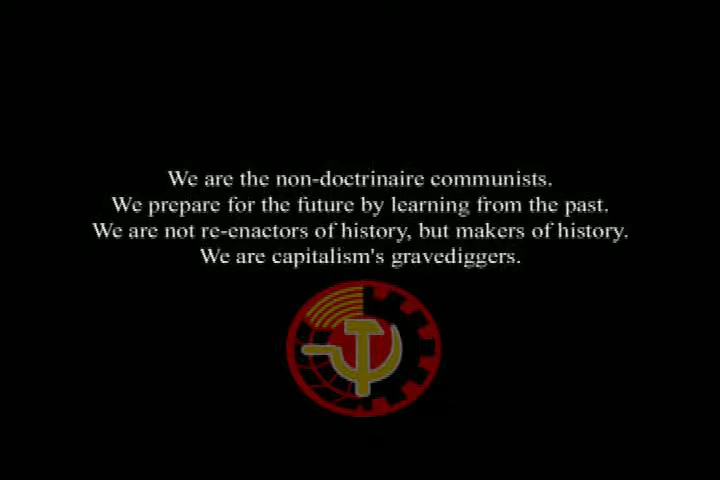 We are the non-doctrinaire communists.
We prepare for the future by learning from the past.
We are not re-enactors of history, but makers of history.
We are capitalism's gravediggers.